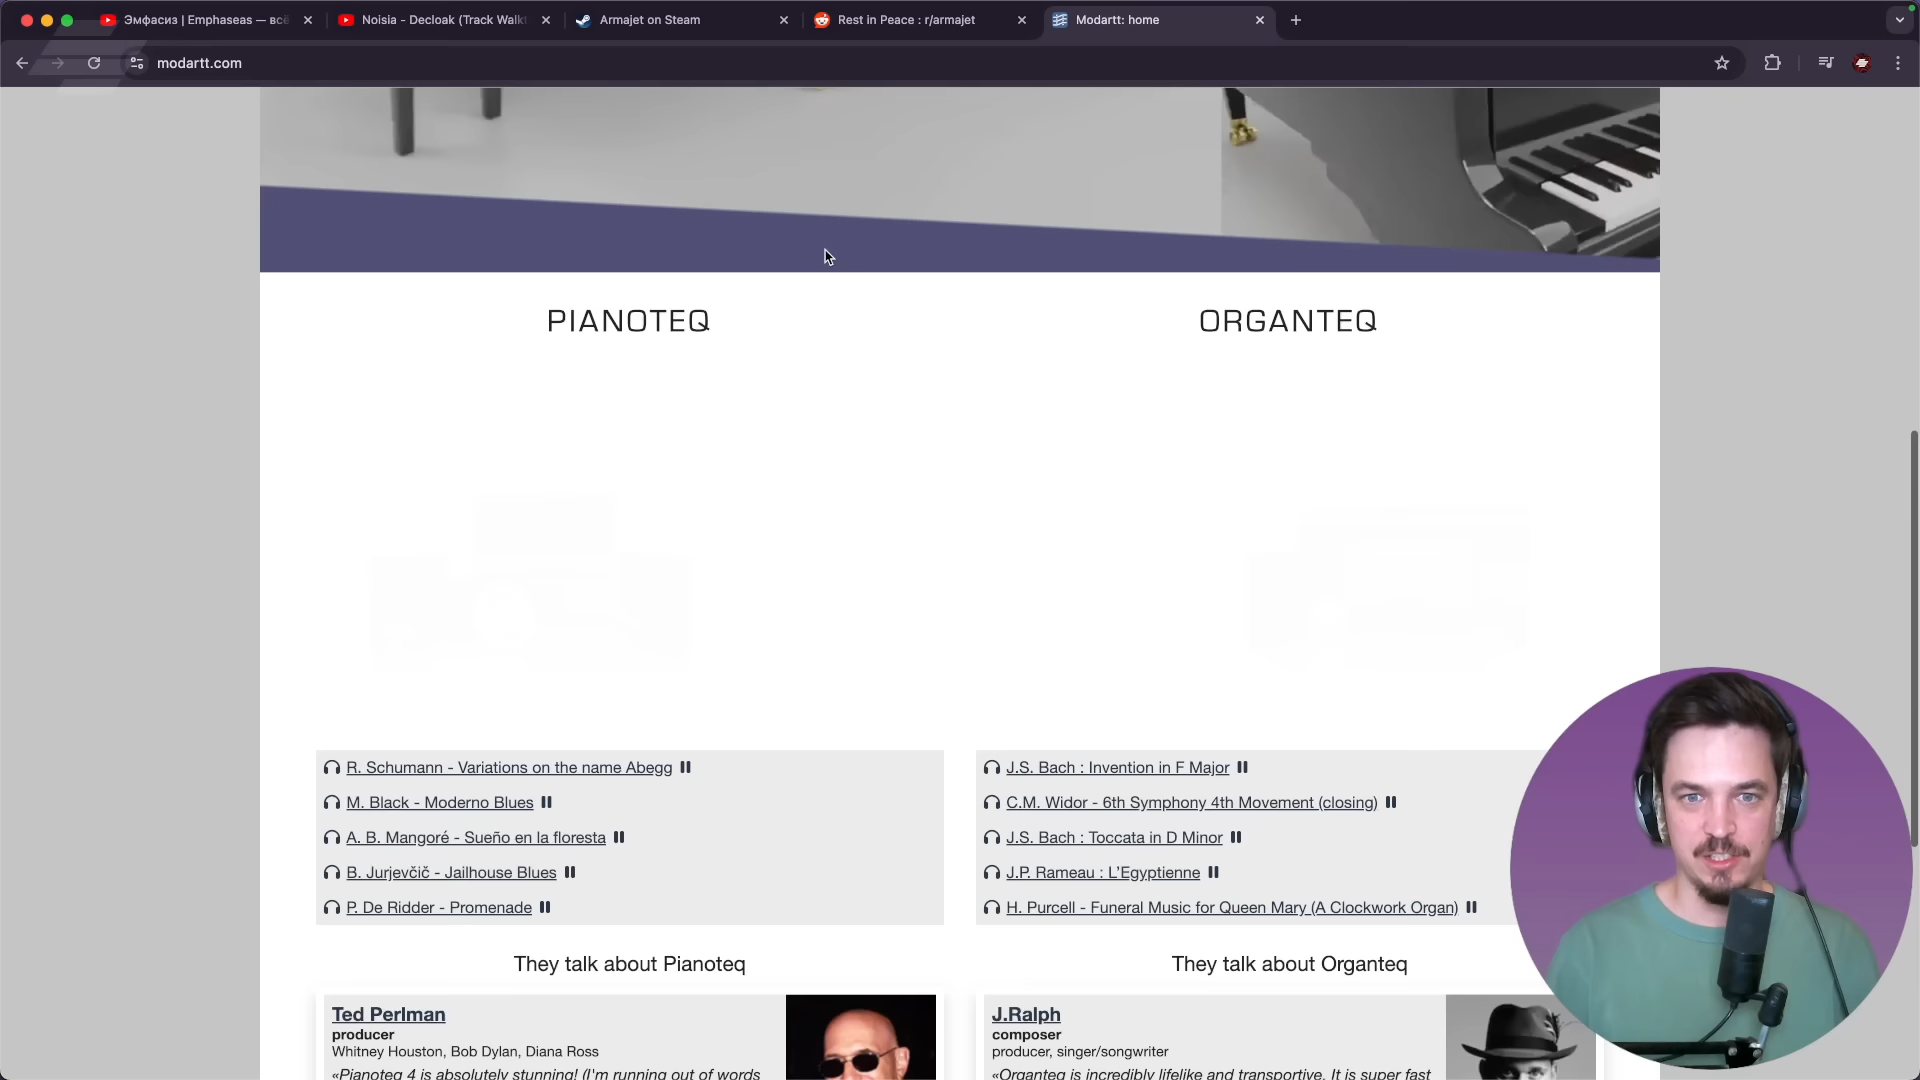 Эмфасиз | Emphaseas — всё
Noisia - Decloak (Track Walkt
Armajet on Steam
Rest in Peace : r/armajet
Modartt: home
modartt.com
PIANOTEQ
ORGANTEQ
R. Schumann - Variations on the name Abegg
M. Black - Moderno Blues
A. B. Mangoré - Sueño en la floresta
B. Jurjevčič - Jailhouse Blues
P. De Ridder - Promenade
J.S. Bach : Invention in F Major
C.M. Widor - 6th Symphony 4th Movement (closing)
J.S. Bach : Toccata in D Minor
J.P. Rameau : L'Egyptienne
H. Purcell - Funeral Music for Queen Mary (A Clockwork Organ)
They talk about Pianoteq
They talk about Organteq
Ted Perlman
producer
Whitney Houston, Bob Dylan, Diana Ross
«Pianoteq 4 is absolutely stunning! (I'm running out of words
J.Ralph
composer
producer, singer/songwriter
«Organteq is incredibly lifelike and transportive. It is super fast